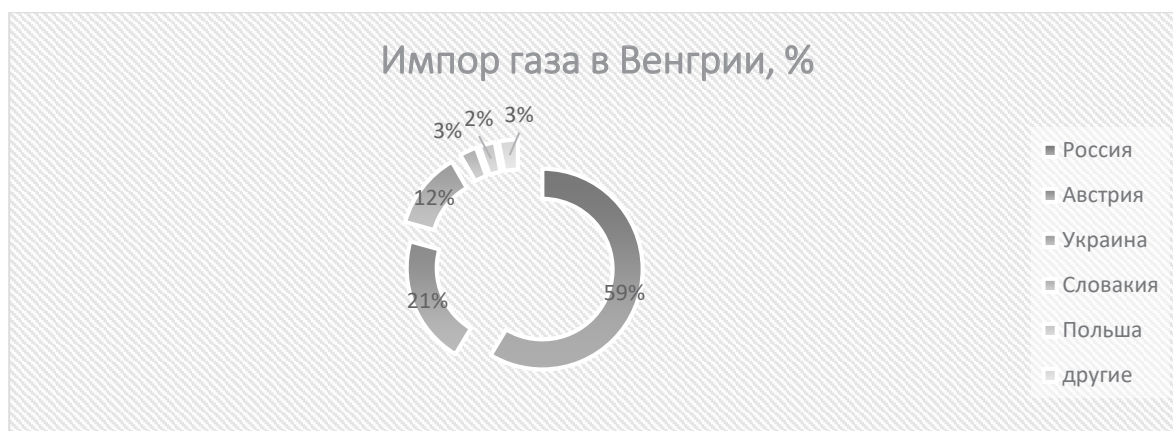 Импор газа в Венгрии, %
3%
2%
3%
12%
21%
59%
Россия
Австрия
Украина
Словакия
Польша
другие